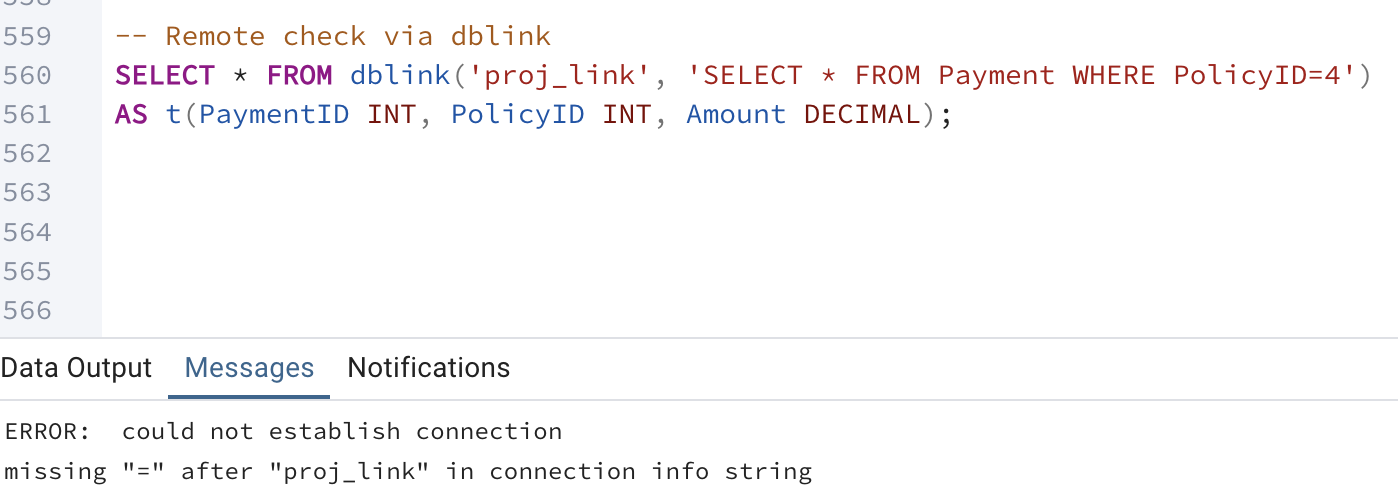 558
559 -- Remote check via dblink
560 SELECT * FROM dblink('proj_link', 'SELECT * FROM Payment WHERE PolicyID=4')
561 AS t(PaymentID INT, PolicyID INT, Amount DECIMAL);
562
563
564
565
566
Data Output Messages Notifications
ERROR:  could not establish connection
missing "=" after "proj_link" in connection info string